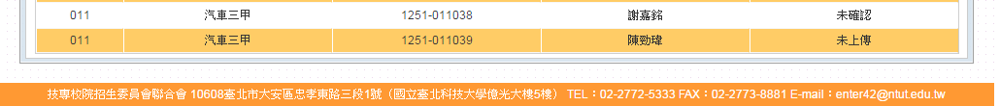 011 汽車三甲 1251-011038 謝嘉銘 未確認
011 汽車三甲 1251-011039 陳勁瑋 未上傳
技專校院招生委員會聯合會 10608臺北市大安區忠孝東路三段1號（國立臺北科技大學億光大樓5樓） TEL：02-2772-5333 FAX：02-2773-8881 E-mail：enter42@ntut.edu.tw